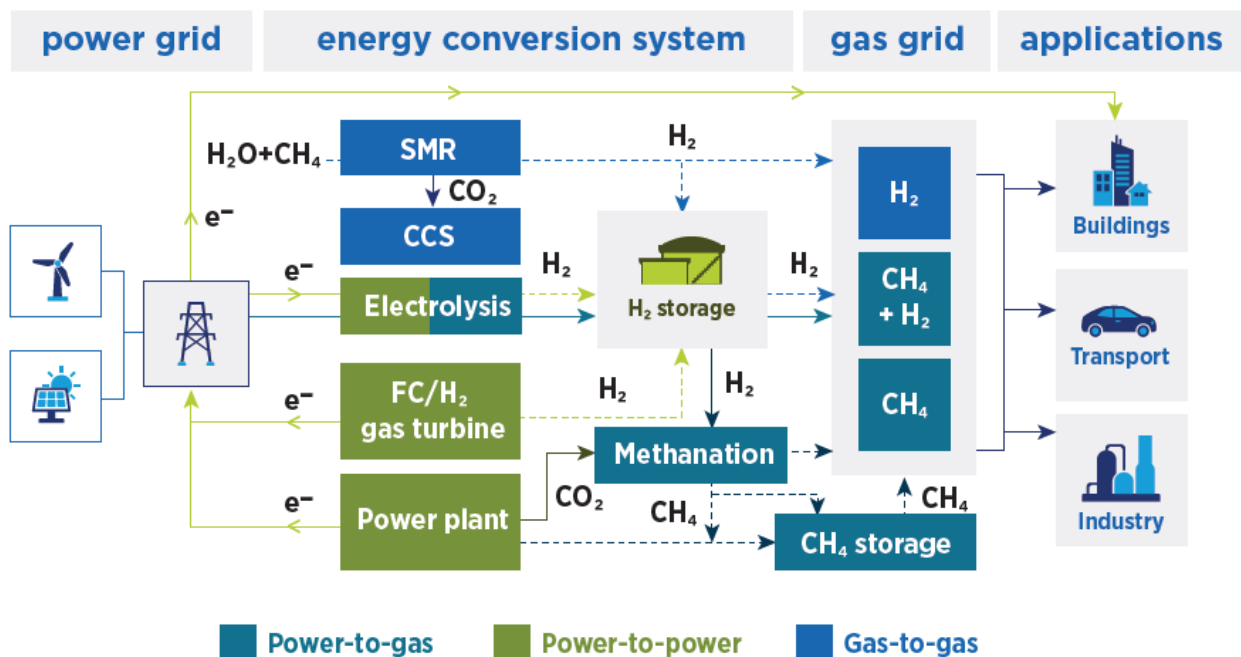 power grid
energy conversion system
gas grid
applications
H₂O+CH₄
SMR
H₂
CO₂
e⁻
CCS
H₂
Buildings
e⁻
Electrolysis
H₂
H₂ storage
H₂
CH₄
+ H₂
Transport
e⁻
FC/H₂
gas turbine
H₂
H₂
CH₄
Methanation
e⁻
Power plant
CO₂
CH₄
CH₄
CH₄ storage
Industry
Power-to-gas
Power-to-power
Gas-to-gas